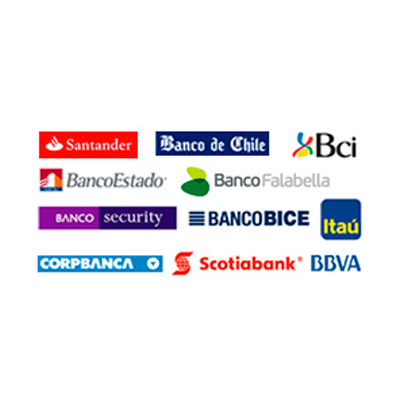 Santander Banco de Chile Bci
BancoEstado® Banco Falabella
BANCO security BANCOBICE Itaú
CORPBANCA Scotiabank® BBVA